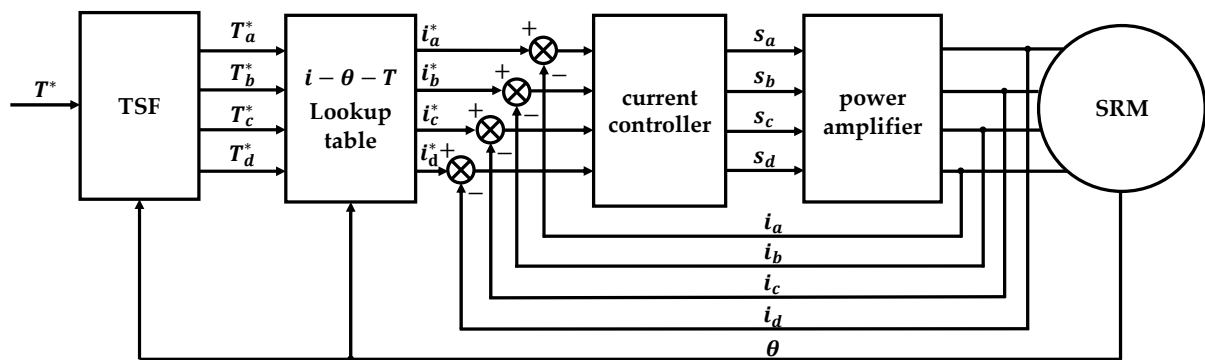 T*
TSF
T*a
T*b
T*c
T*d
i − θ − T
Lookup
table
i*a
i*b
i*c
i*d
+
−
+
−
+
−
+
−
current
controller
sa
sb
sc
sd
power
amplifier
SRM
ia
ib
ic
id
θ